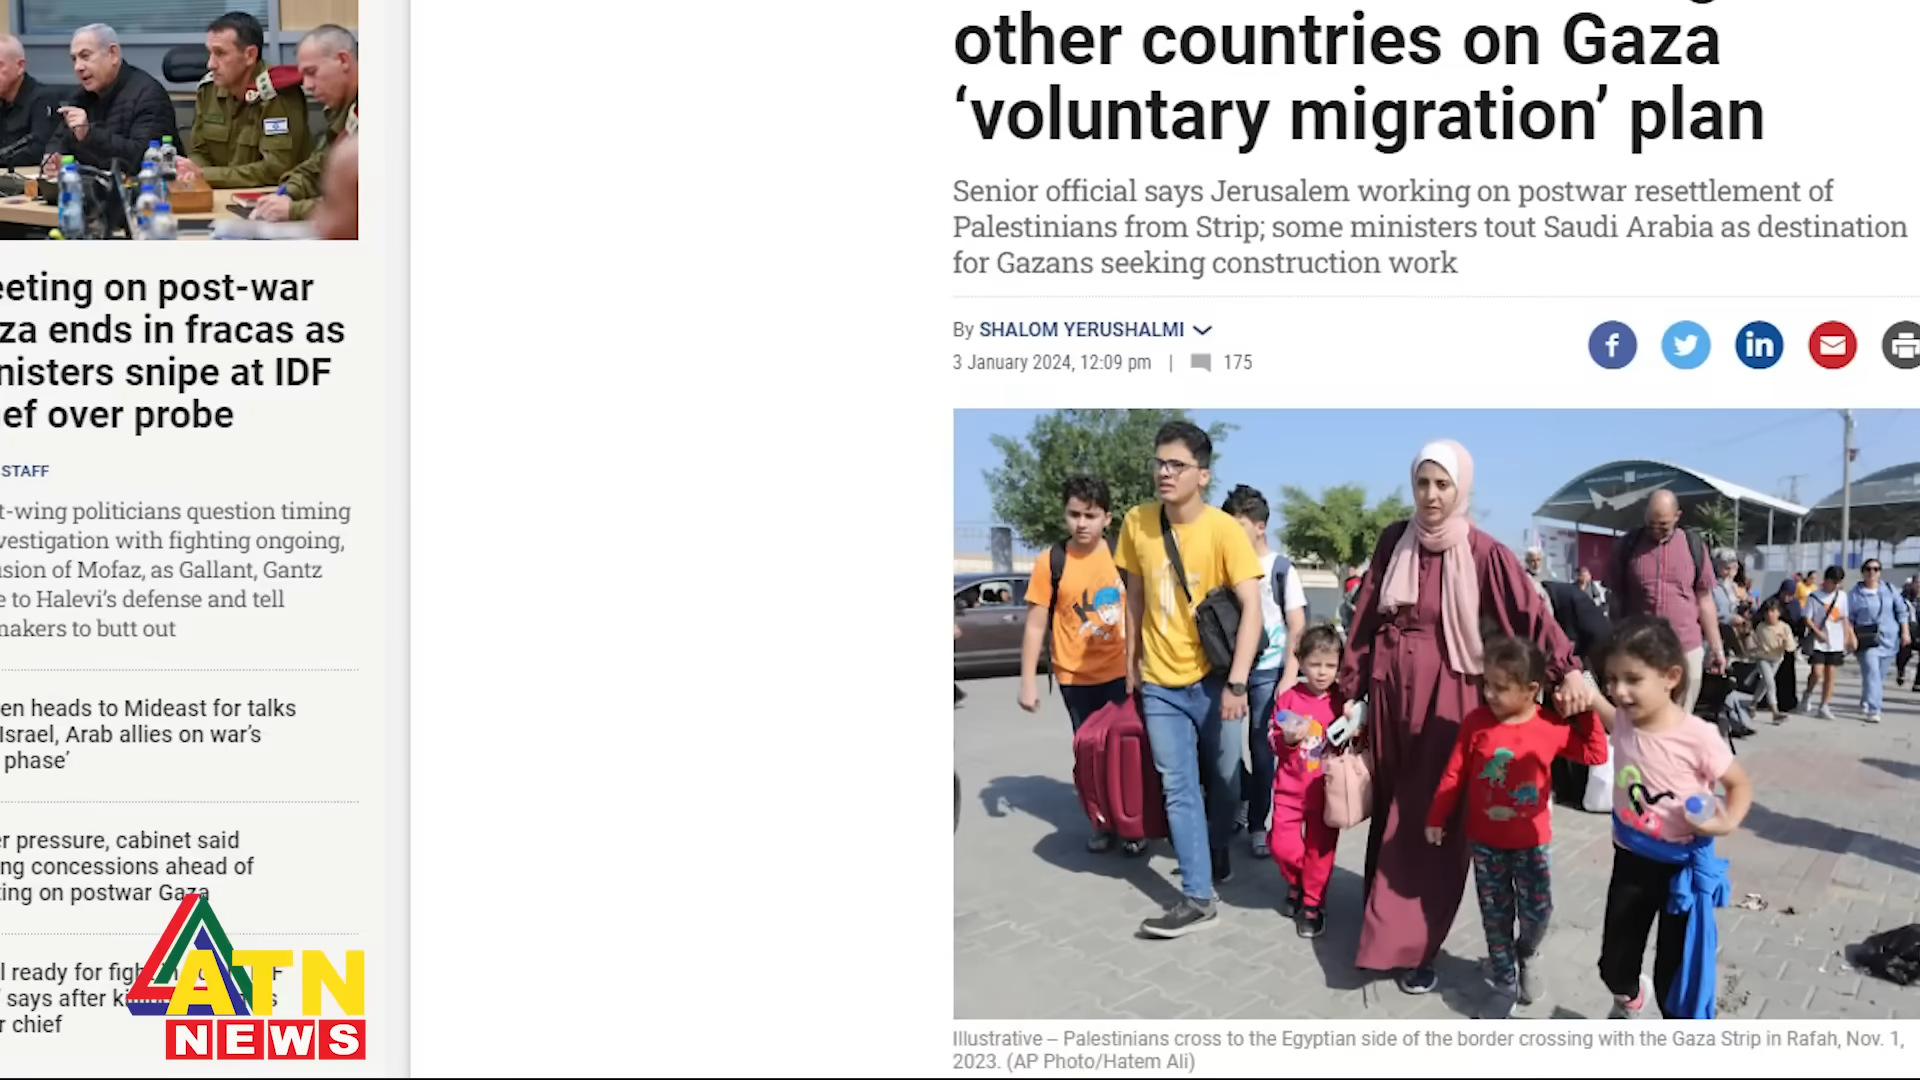 other countries on Gaza
‘voluntary migration’ plan
Senior official says Jerusalem working on postwar resettlement of
Palestinians from Strip; some ministers tout Saudi Arabia as destination
for Gazans seeking construction work
By SHALOM YERUSHALMI
3 January 2024, 12:09 pm | 175
Illustrative – Palestinians cross to the Egyptian side of the border crossing with the Gaza Strip in Rafah, Nov. 1,
2023. (AP Photo/Hatem Ali)
eeting on post-war
za ends in fracas as
nisters snipe at IDF
ef over probe
STAFF
t-wing politicians question timing
vestigation with fighting ongoing,
usion of Mofaz, as Gallant, Gantz
e to Halevi’s defense and tell
makers to butt out
en heads to Mideast for talks
Israel, Arab allies on war’s
phase’
er pressure, cabinet said
ng concessions ahead of
ting on postwar Gaza
l ready for
says after
r chief
ATN
NEWS